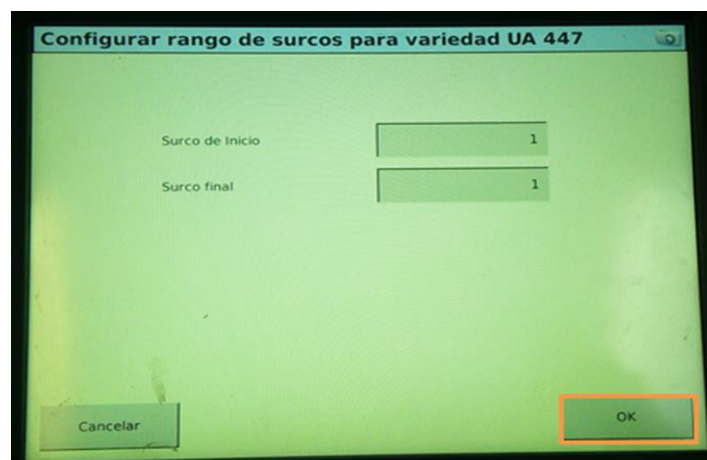 Configurar rango de surcos para variedad UA 447
Surco de Inicio 1
Surco final 1
Cancelar OK